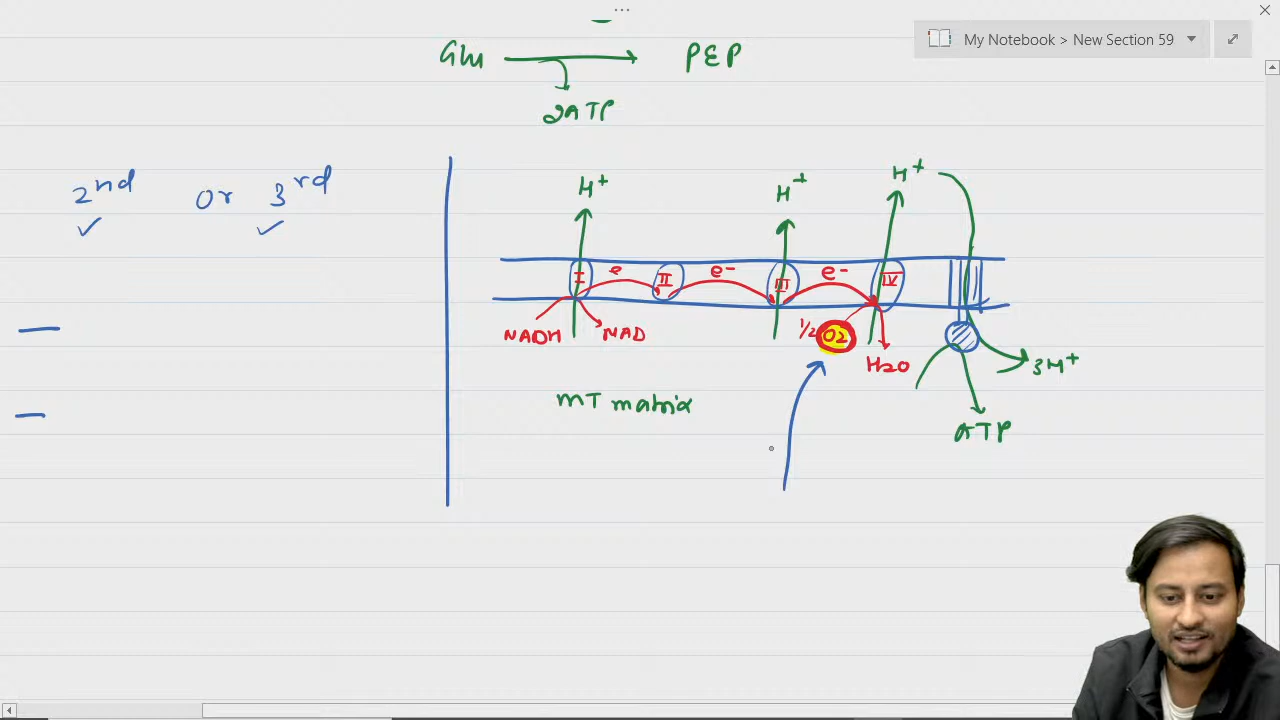 ...
My Notebook > New Section 59
Glu PEP
2ATP
2nd or 3rd
H+ H+ H+
I e II e- III e- IV
NADH NAD 1/2 O2 H2O 3H+
mT matrix
ATP